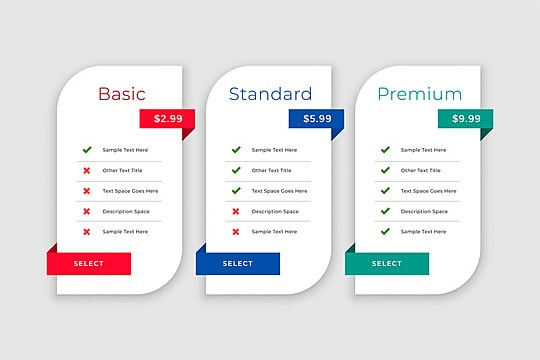 Basic
$2.99
Sample Text Here
Other Text Title
Text Space Goes Here
Description Space
Sample Text Here
SELECT
Standard
$5.99
Sample Text Here
Other Text Title
Text Space Goes Here
Description Space
Sample Text Here
SELECT
Premium
$9.99
Sample Text Here
Other Text Title
Text Space Goes Here
Description Space
Sample Text Here
SELECT